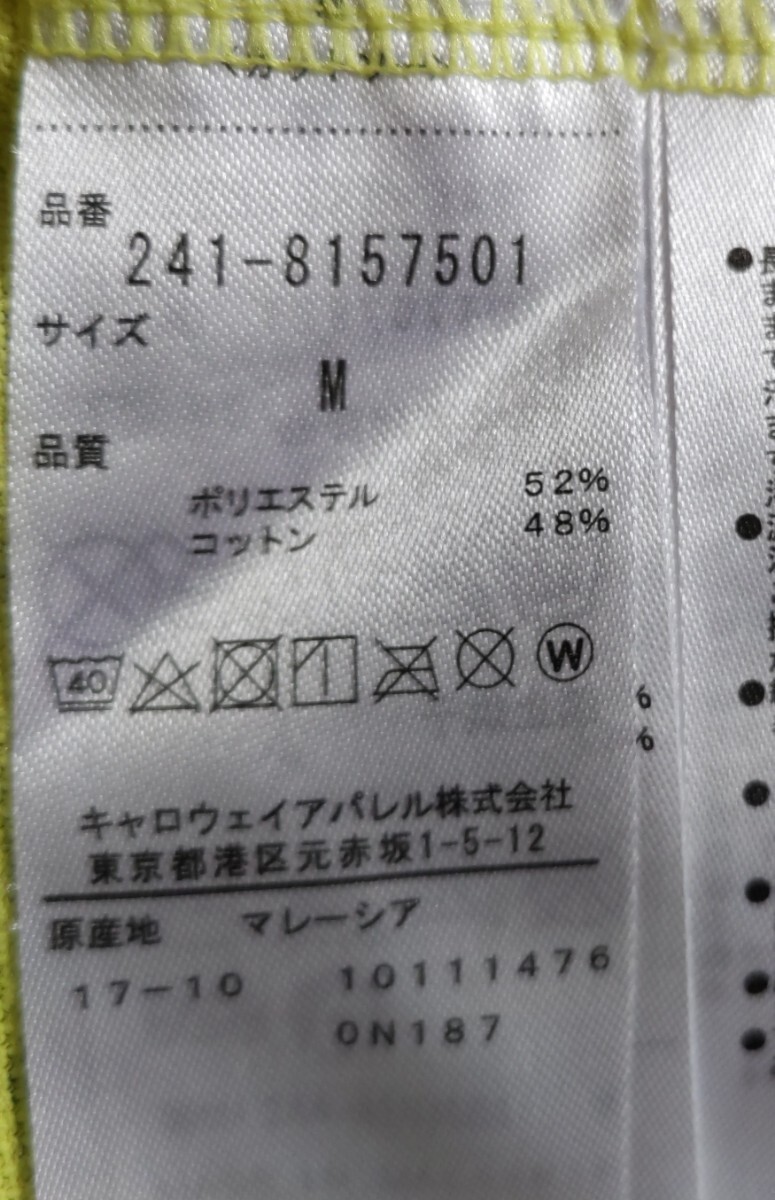 品番
241-8157501
サイズ
M
品質
ポリエステル 52%
コットン 48%
40 W
キャロウェイアパレル株式会社
東京都港区元赤坂1-5-12
原産地 マレーシア
17-10 10111476
0N187
%
%